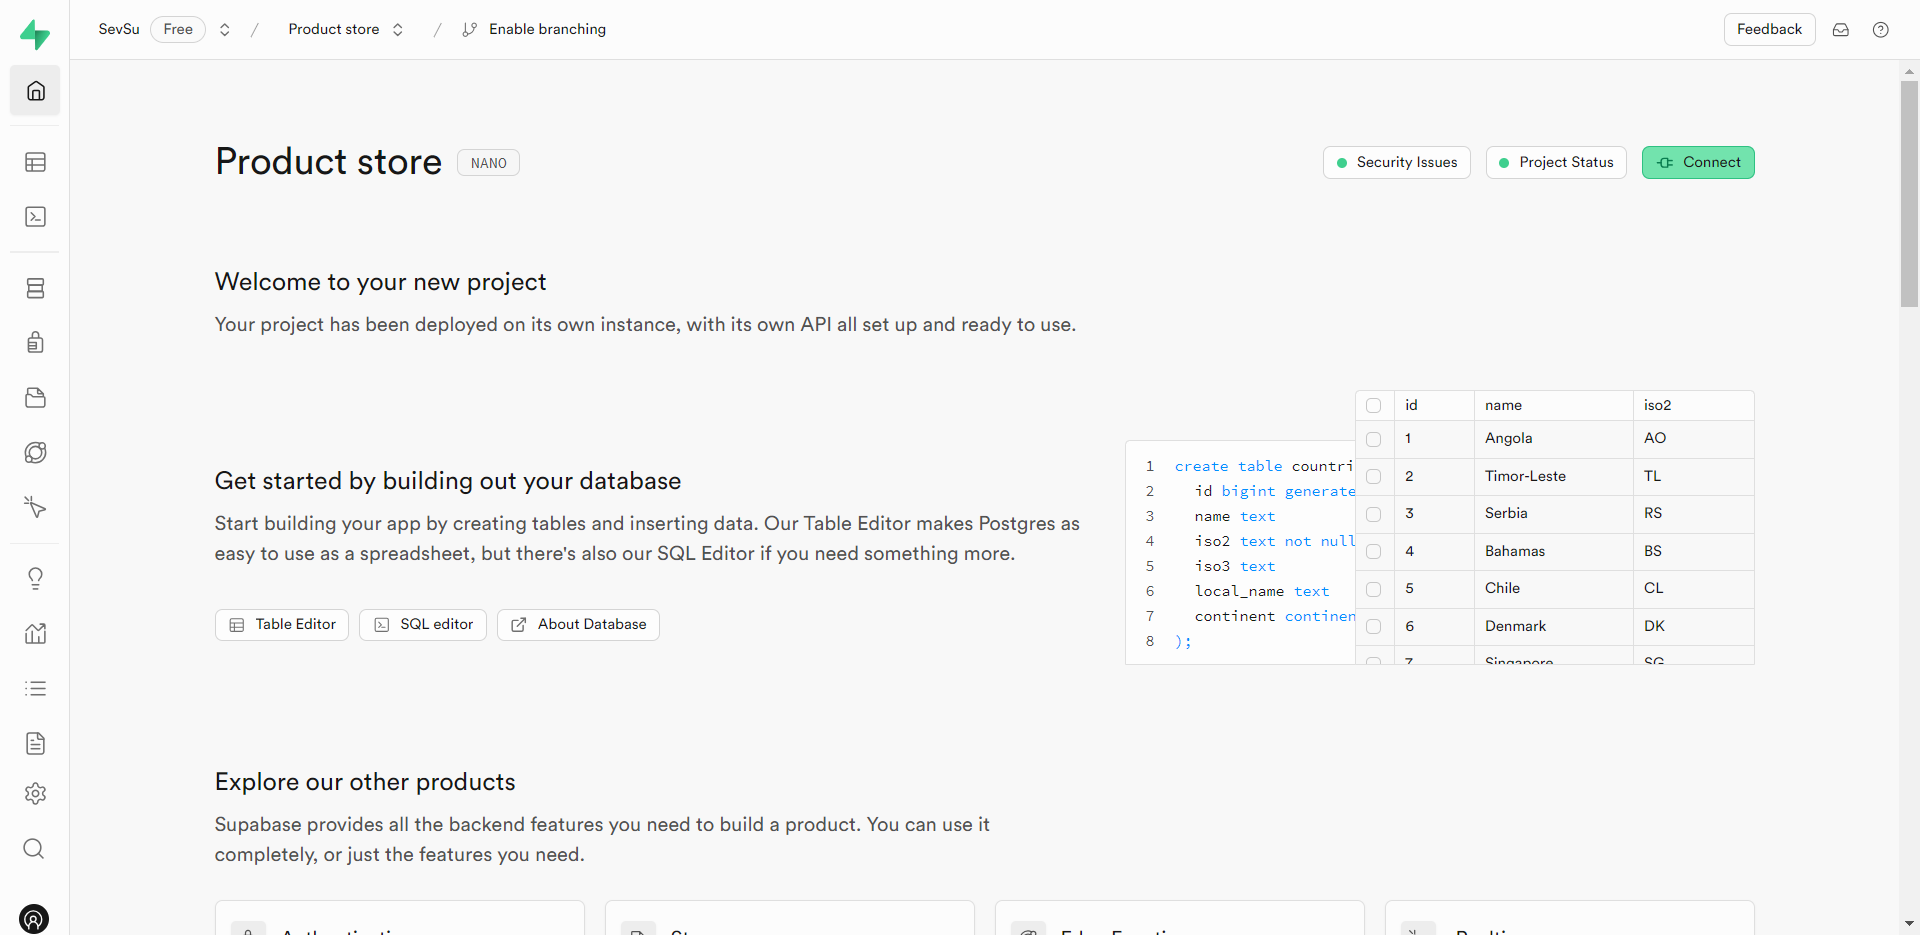 SevSu Free / Product store / Enable branching Feedback
Product store NANO Security Issues Project Status Connect
Welcome to your new project
Your project has been deployed on its own instance, with its own API all set up and ready to use.
Get started by building out your database
Start building your app by creating tables and inserting data. Our Table Editor makes Postgres as
easy to use as a spreadsheet, but there's also our SQL Editor if you need something more.
Table Editor SQL editor About Database
1 create table countri
2 id bigint generate
3 name text
4 iso2 text not null
5 iso3 text
6 local_name text
7 continent continen
8 );
id name iso2
1 Angola AO
2 Timor-Leste TL
3 Serbia RS
4 Bahamas BS
5 Chile CL
6 Denmark DK
7 Singapore SG
Explore our other products
Supabase provides all the backend features you need to build a product. You can use it
completely, or just the features you need.